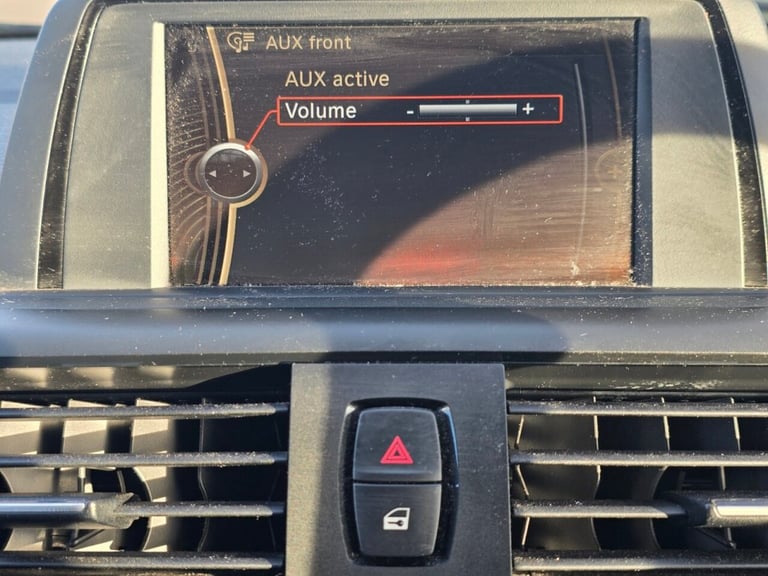 AUX front
AUX active
Volume - +